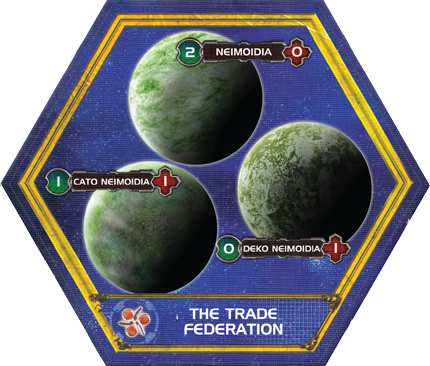 2 NEIMOIDIA 0
1 CATO NEIMOIDIA 1
0 DEKO NEIMOIDIA 1
THE TRADE
FEDERATION